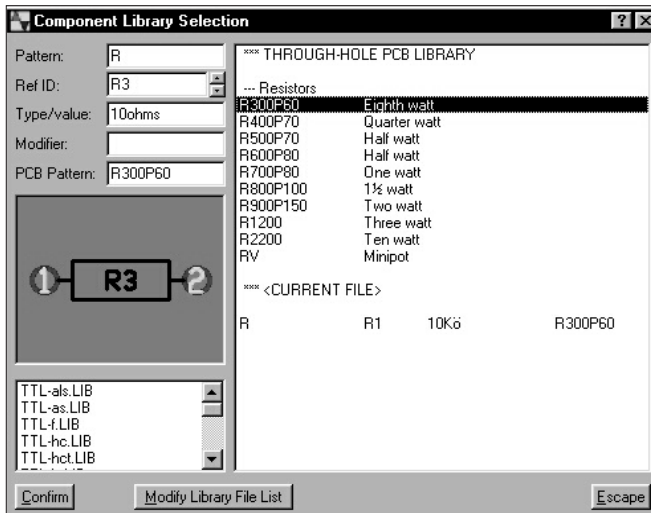 Component Library Selection
Pattern: R
Ref ID: R3
Type/value: 10ohms
Modifier:
PCB Pattern: R300P60
1 R3 2
TTL-als.LIB
TTL-as.LIB
TTL-f.LIB
TTL-hc.LIB
TTL-hct.LIB
*** THROUGH-HOLE PCB LIBRARY
--- Resistors
R300P60 Eighth watt
R400P70 Quarter watt
R500P70 Half watt
R600P80 Half watt
R700P80 One watt
R800P100 1½ watt
R900P150 Two watt
R1200 Three watt
R2200 Ten watt
RV Minipot
*** <CURRENT FILE>
R R1 10Kö R300P60
Confirm Modify Library File List Escape